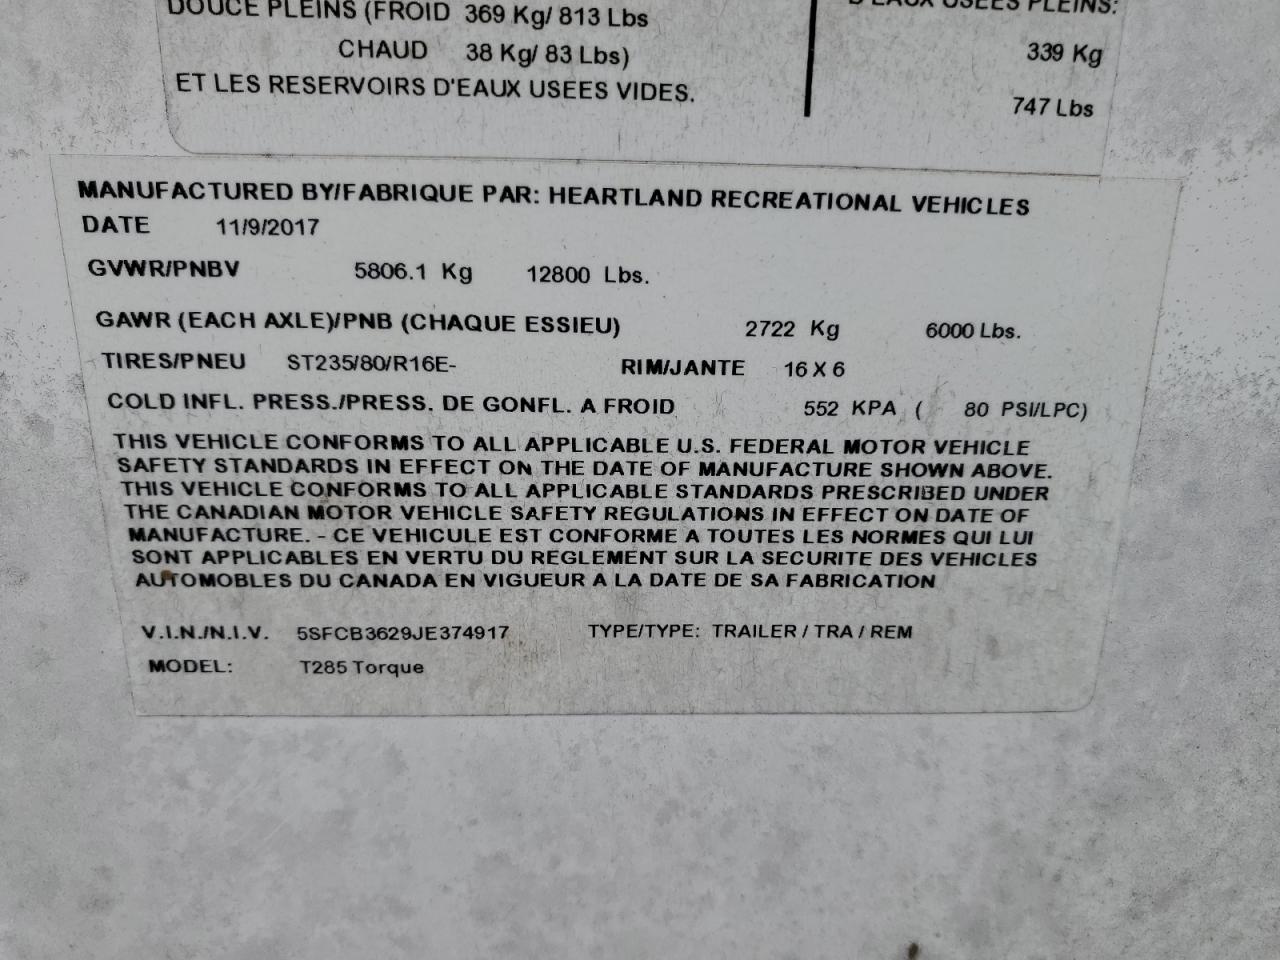 DOUCE PLEINS (FROID 369 Kg/ 813 Lbs
CHAUD 38 Kg/ 83 Lbs)
ET LES RESERVOIRS D'EAUX USEES VIDES.
D'EAUX USEES PLEINS:
339 Kg
747 Lbs
MANUFACTURED BY/FABRIQUE PAR: HEARTLAND RECREATIONAL VEHICLES
DATE 11/9/2017
GVWR/PNBV 5806.1 Kg 12800 Lbs.
GAWR (EACH AXLE)/PNB (CHAQUE ESSIEU) 2722 Kg 6000 Lbs.
TIRES/PNEU ST235/80/R16E- RIM/JANTE 16 X 6
COLD INFL. PRESS./PRESS. DE GONFL. A FROID 552 KPA ( 80 PSI/LPC)
THIS VEHICLE CONFORMS TO ALL APPLICABLE U.S. FEDERAL MOTOR VEHICLE
SAFETY STANDARDS IN EFFECT ON THE DATE OF MANUFACTURE SHOWN ABOVE.
THIS VEHICLE CONFORMS TO ALL APPLICABLE STANDARDS PRESCRIBED UNDER
THE CANADIAN MOTOR VEHICLE SAFETY REGULATIONS IN EFFECT ON DATE OF
MANUFACTURE. - CE VEHICULE EST CONFORME A TOUTES LES NORMES QUI LUI
SONT APPLICABLES EN VERTU DU REGLEMENT SUR LA SECURITE DES VEHICLES
AUTOMOBLES DU CANADA EN VIGUEUR A LA DATE DE SA FABRICATION
V.I.N./N.I.V. 5SFCB3629JE374917 TYPE/TYPE: TRAILER / TRA / REM
MODEL: T285 Torque